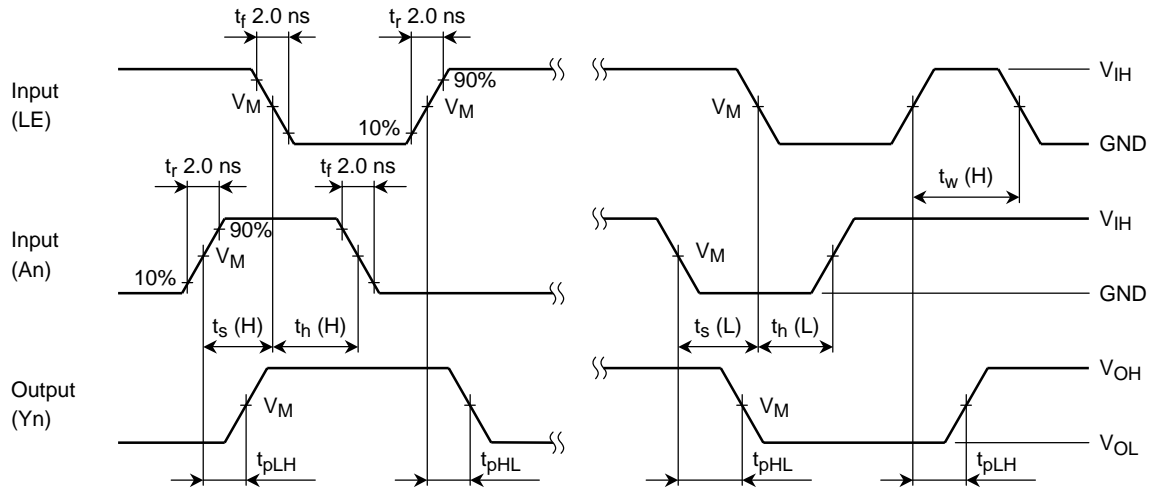 tf 2.0 ns
tr 2.0 ns
Input
(LE)
VM
10%
90%
VM
VM
VIH
GND
tw (H)
tr 2.0 ns
tf 2.0 ns
Input
(An)
10%
90%
VM
VM
VIH
GND
ts (H)
th (H)
ts (L)
th (L)
Output
(Yn)
VM
VM
VOH
VOL
tpLH
tpHL
tpHL
tpLH